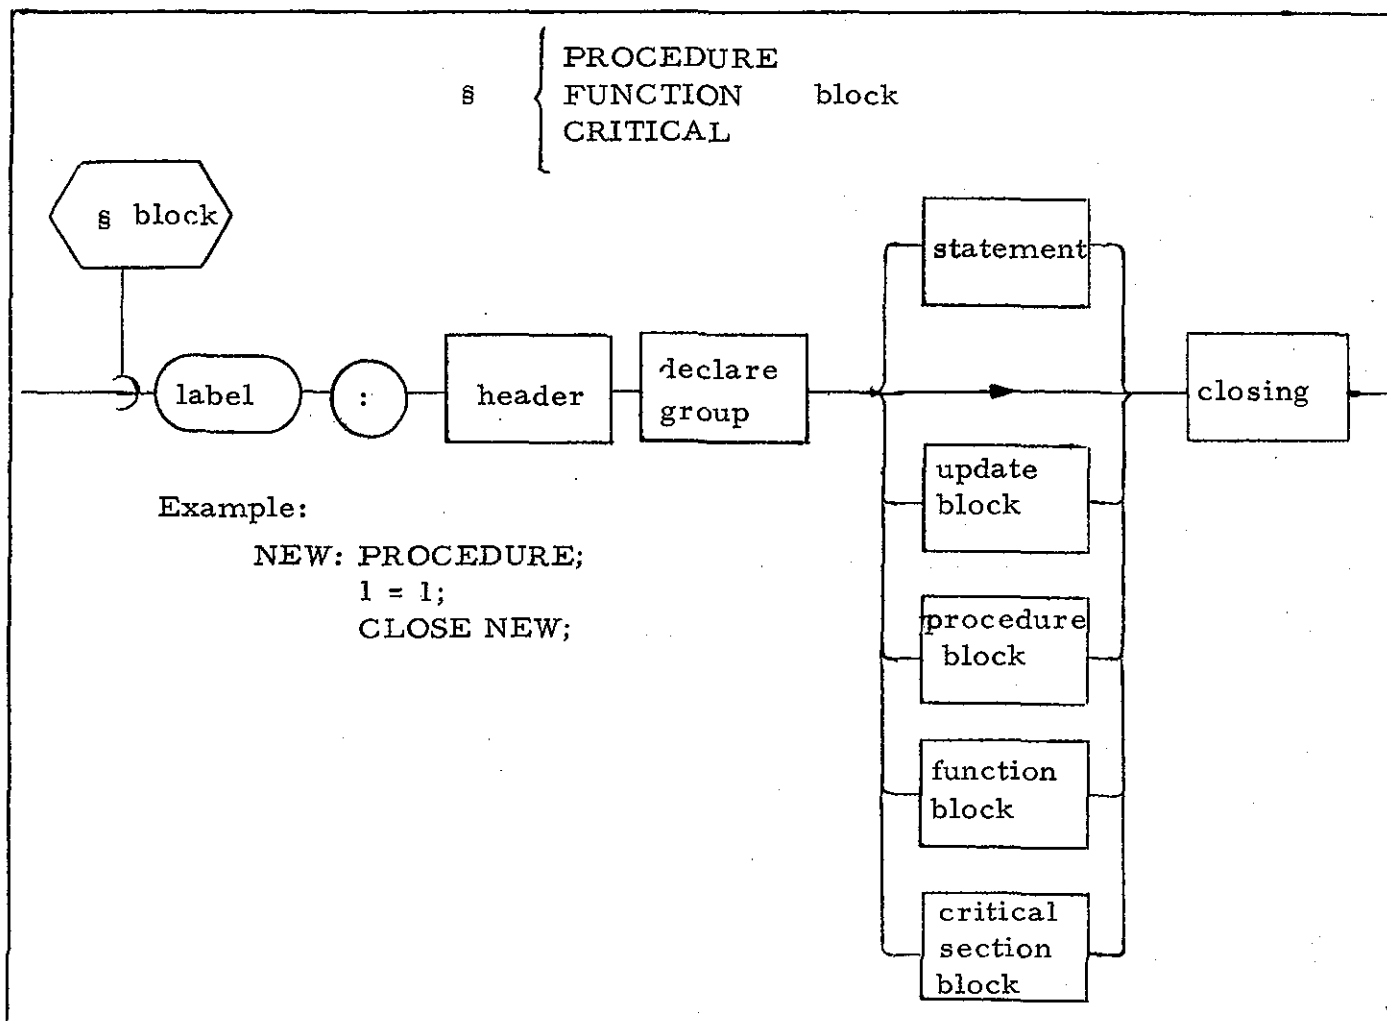 PROCEDURE
§ FUNCTION block
CRITICAL
§ block
statement
label : header declare
group
closing
update
block
Example:
NEW: PROCEDURE;
1 = 1;
CLOSE NEW;
procedure
block
function
block
critical
section
block